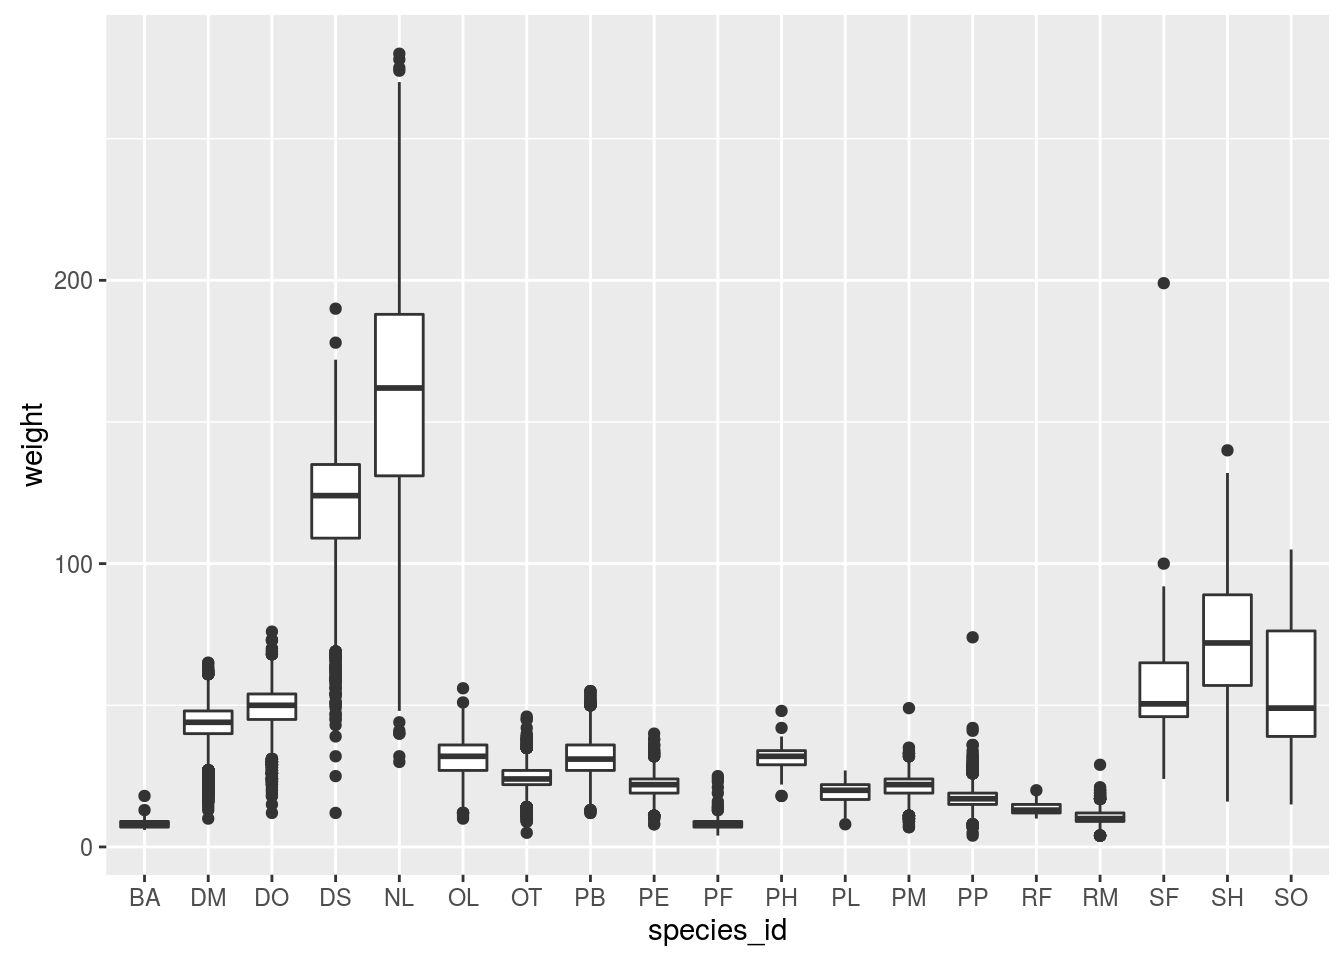 weight
200
100
0
BA DM DO DS NL OL OT PB PE PF PH PL PM PP RF RM SF SH SO
species_id